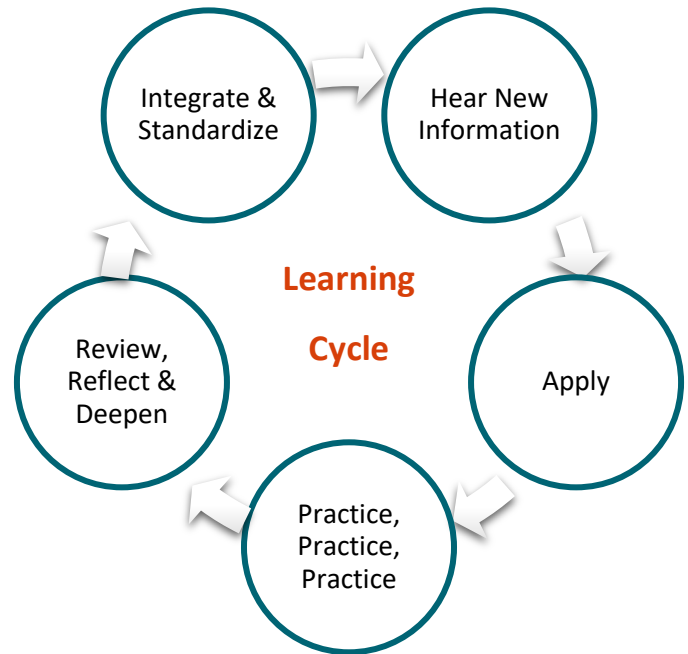 Integrate &
Standardize
Hear New
Information
Learning
Cycle
Review,
Reflect &
Deepen
Apply
Practice,
Practice,
Practice